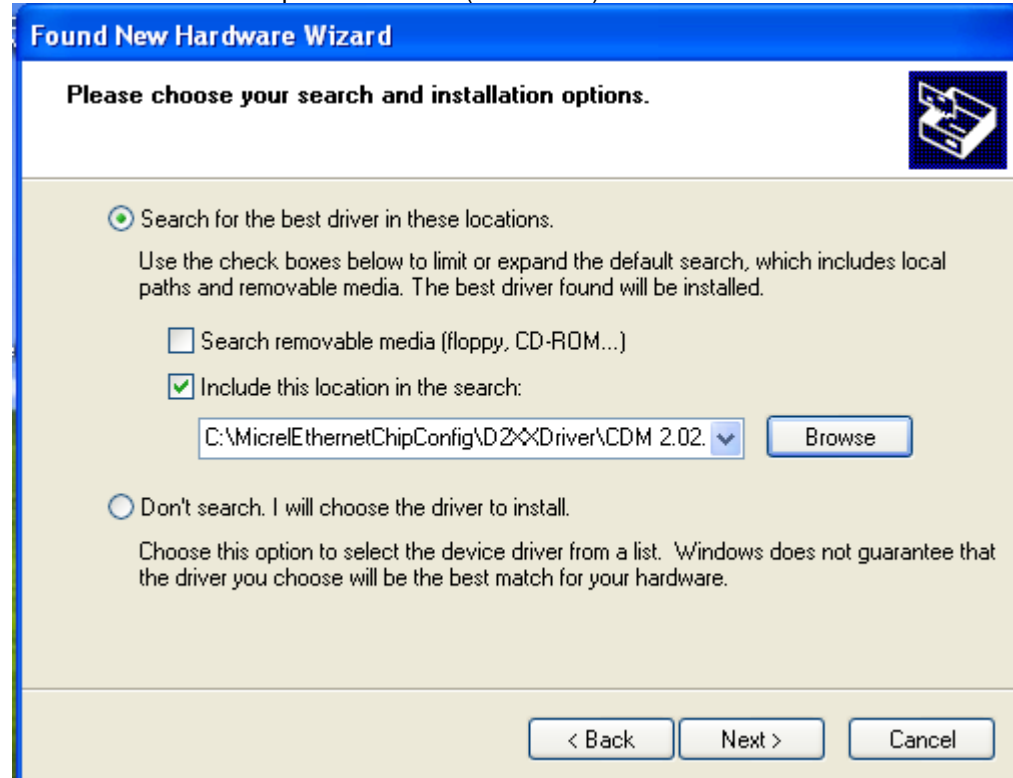 Found New Hardware Wizard
Please choose your search and installation options.
Search for the best driver in these locations.
Use the check boxes below to limit or expand the default search, which includes local
paths and removable media. The best driver found will be installed.
Search removable media (floppy, CD-ROM...)
Include this location in the search:
C:\MicrelEthernetChipConfig\D2XXDriver\CDM 2.02.
Browse
Don't search. I will choose the driver to install.
Choose this option to select the device driver from a list. Windows does not guarantee that
the driver you choose will be the best match for your hardware.
< Back
Next >
Cancel